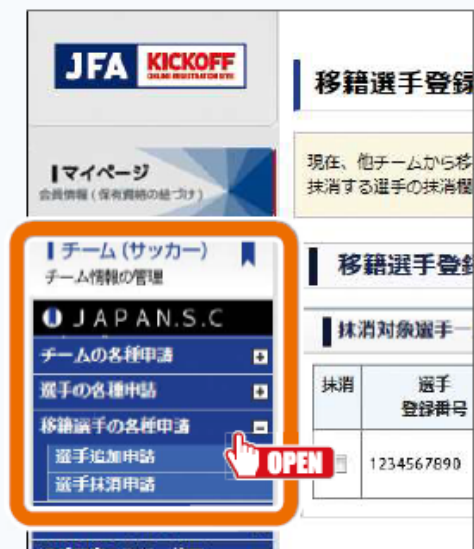 JFA KICKOFF
ONLINE REGISTRATION SITE
マイページ
会員情報(保有資格の紐づけ)
チーム(サッカー)
チーム情報の管理
JAPAN.S.C
チームの各種申請
選手の各種申請
移籍選手の各種申請
選手追加申請
選手抹消申請
OPEN
移籍選手登録
現在、他チームから移
抹消する選手の抹消欄
移籍選手登録
抹消対象選手一
抹消
選手
登録番号
1234567890